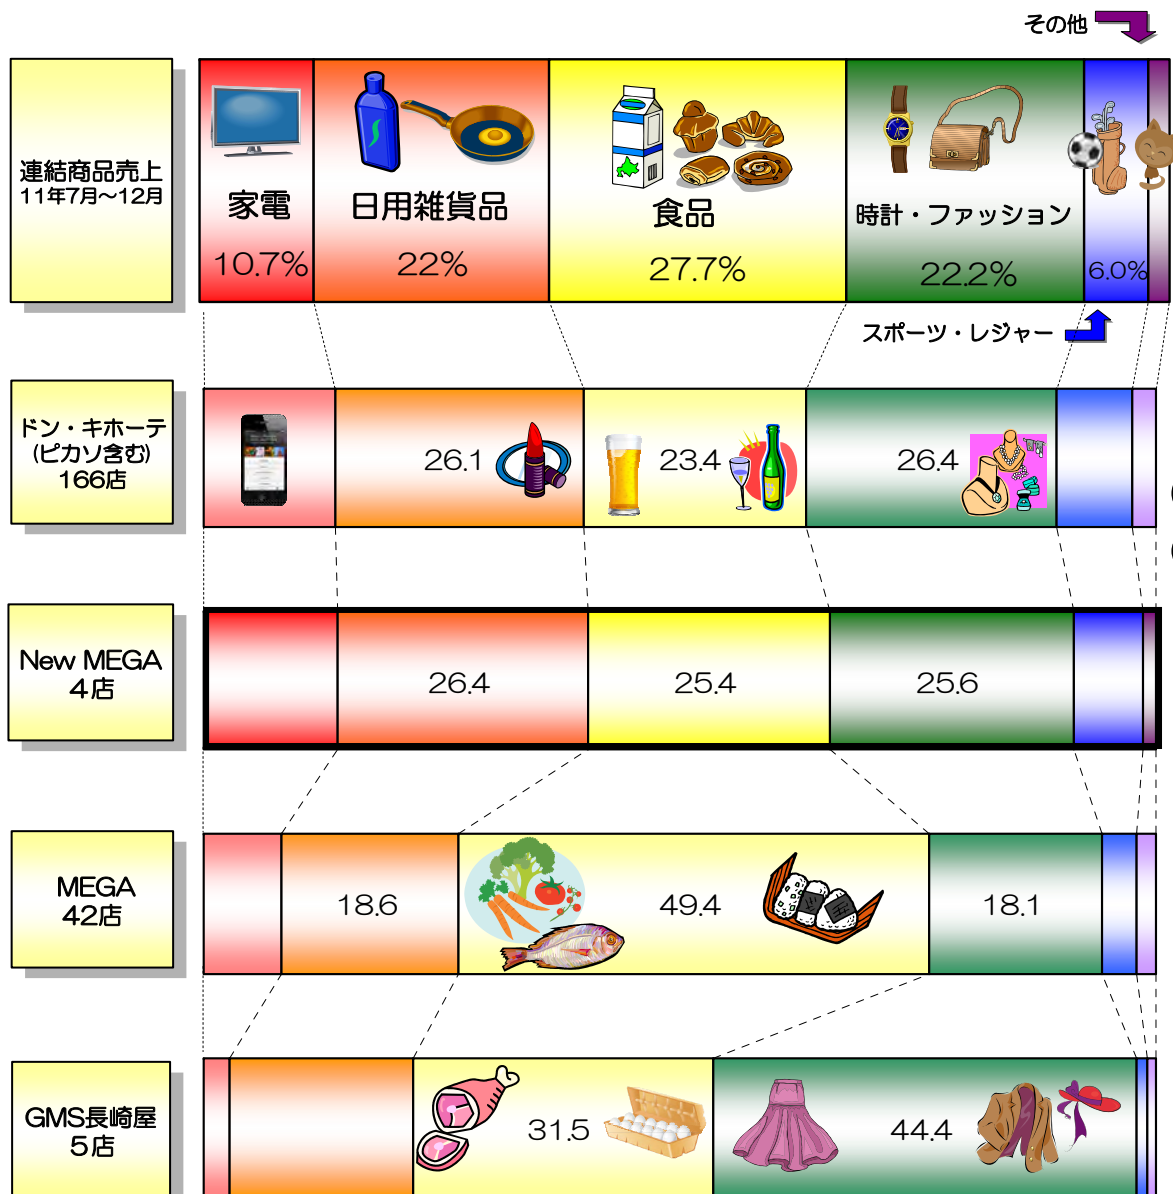 その他
連結商品売上
11年7月～12月
家電
10.7%
日用雑貨品
22%
食品
27.7%
時計・ファッション
22.2%
6.0%
スポーツ・レジャー
ドン・キホーテ
(ピカソ含む)
166店
26.1
23.4
26.4
New MEGA
4店
26.4
25.4
25.6
MEGA
42店
18.6
49.4
18.1
GMS長崎屋
5店
31.5
44.4